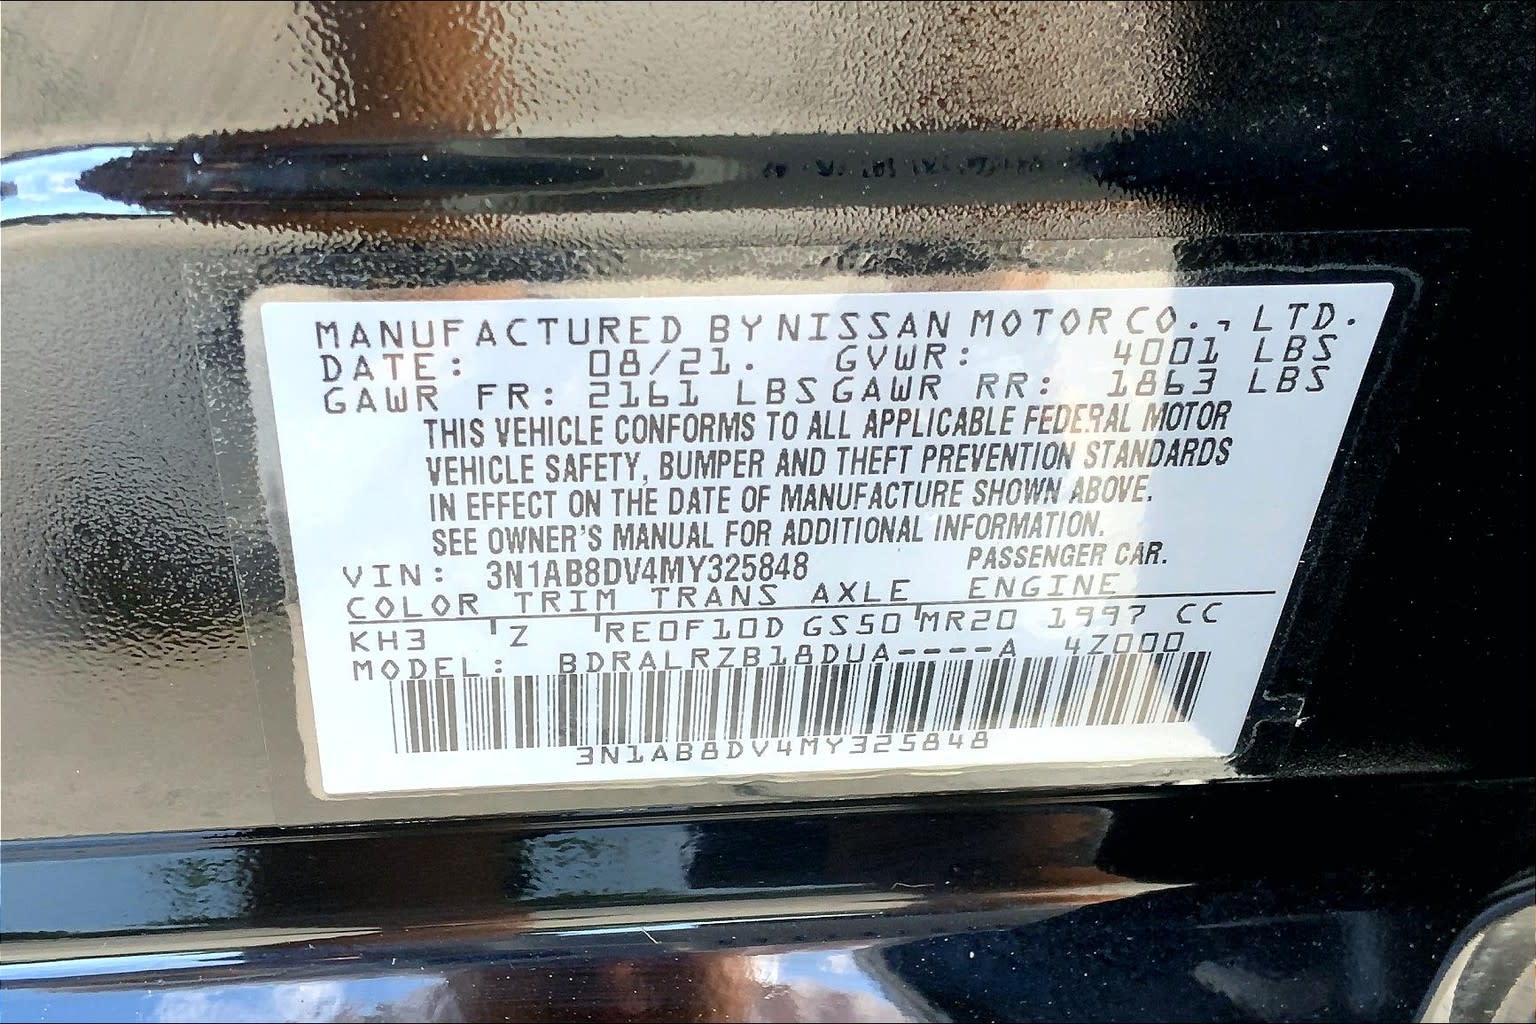 MANUFACTURED BY NISSAN MOTOR CO., LTD.
DATE: 08/21. GVWR: 4001 LBS
GAWR FR: 2161 LBS GAWR RR: 1863 LBS
THIS VEHICLE CONFORMS TO ALL APPLICABLE FEDERAL MOTOR
VEHICLE SAFETY, BUMPER AND THEFT PREVENTION STANDARDS
IN EFFECT ON THE DATE OF MANUFACTURE SHOWN ABOVE.
SEE OWNER'S MANUAL FOR ADDITIONAL INFORMATION.
VIN: 3N1AB8DV4MY325848 PASSENGER CAR.
COLOR TRIM TRANS AXLE ENGINE
KH3 Z RE0F10D GS50 MR20 1997 CC
MODEL: BDRALRZB18DUA----A 4Z000
3N1AB8DV4MY325848